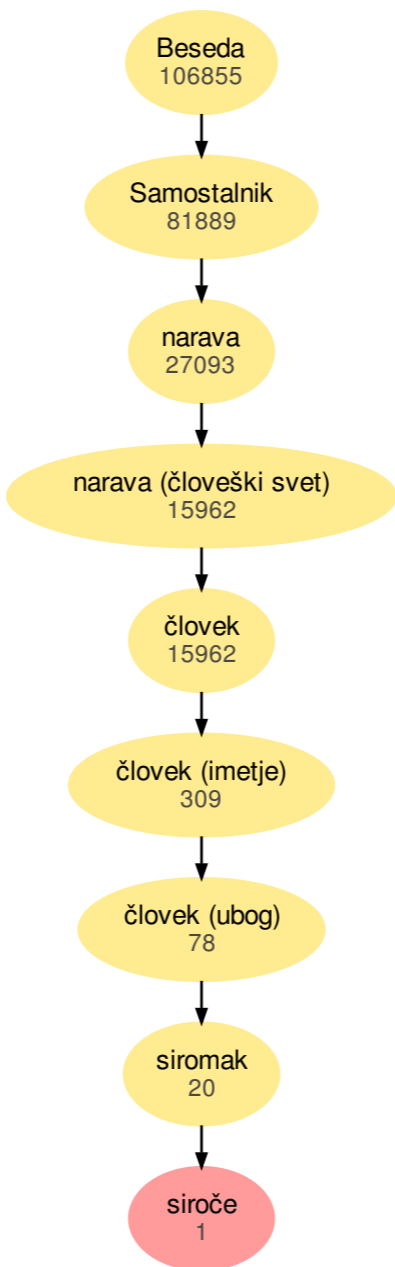 Beseda
106855
Samostalnik
81889
narava
27093
narava (človeški svet)
15962
človek
15962
človek (imetje)
309
človek (ubog)
78
siromak
20
siroče
1